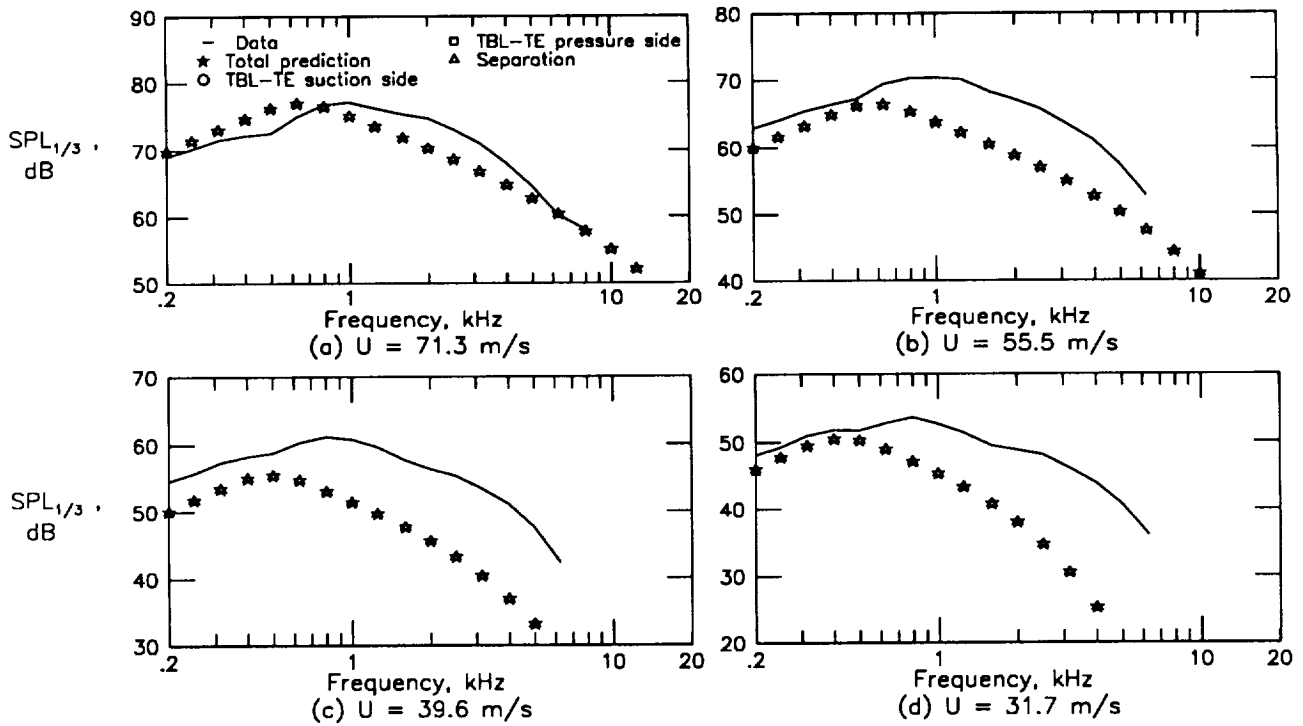 90
80
70
60
50
SPL1/3 ,
dB
— Data
★ Total prediction
○ TBL–TE suction side
□ TBL–TE pressure side
△ Separation
.2 1 10 20
Frequency, kHz
(a) U = 71.3 m/s
80
70
60
50
40
.2 1 10 20
Frequency, kHz
(b) U = 55.5 m/s
70
60
50
40
30
SPL1/3 ,
dB
.2 1 10 20
Frequency, kHz
(c) U = 39.6 m/s
60
50
40
30
20
.2 1 10 20
Frequency, kHz
(d) U = 31.7 m/s